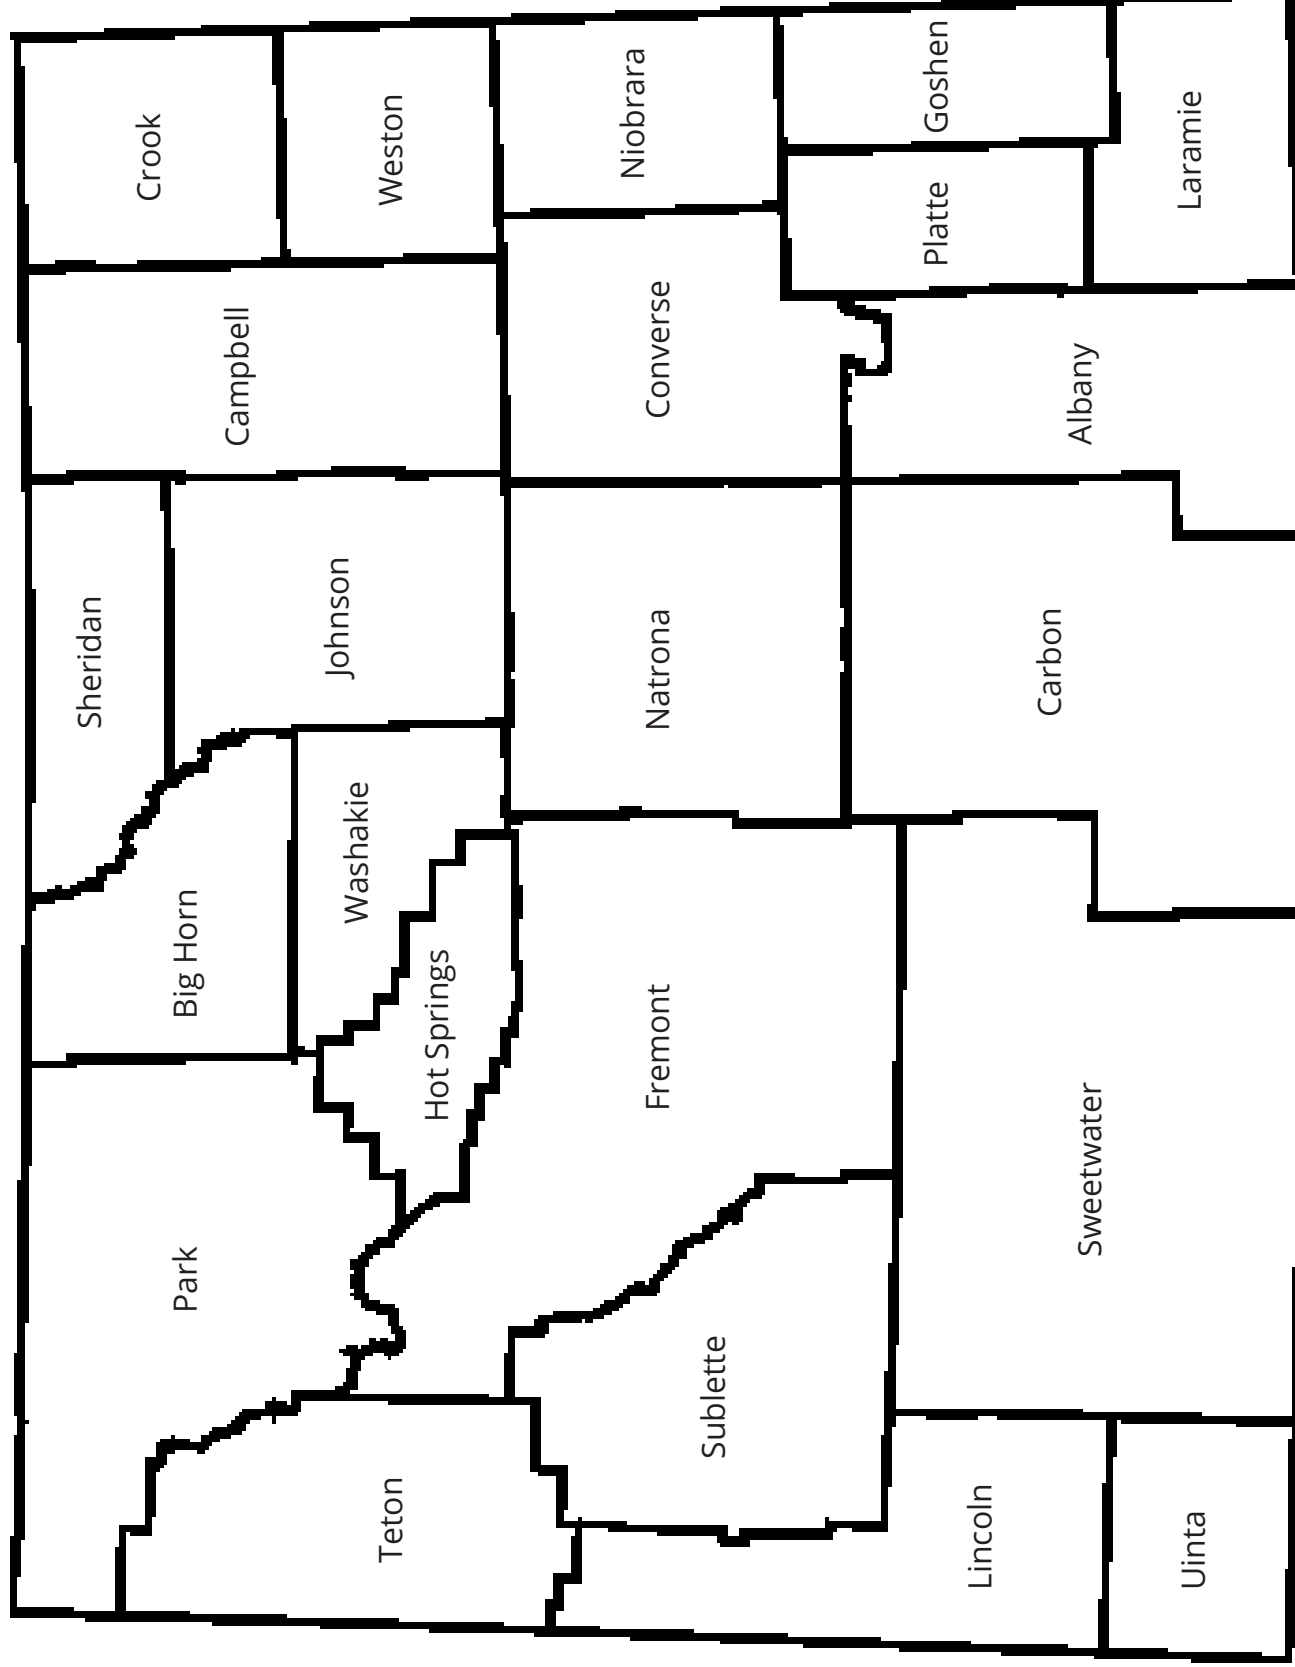 Park
Big Horn
Sheridan
Campbell
Crook
Teton
Hot Springs
Washakie
Johnson
Weston
Sublette
Fremont
Natrona
Converse
Niobrara
Lincoln
Sweetwater
Carbon
Albany
Platte
Goshen
Uinta
Laramie